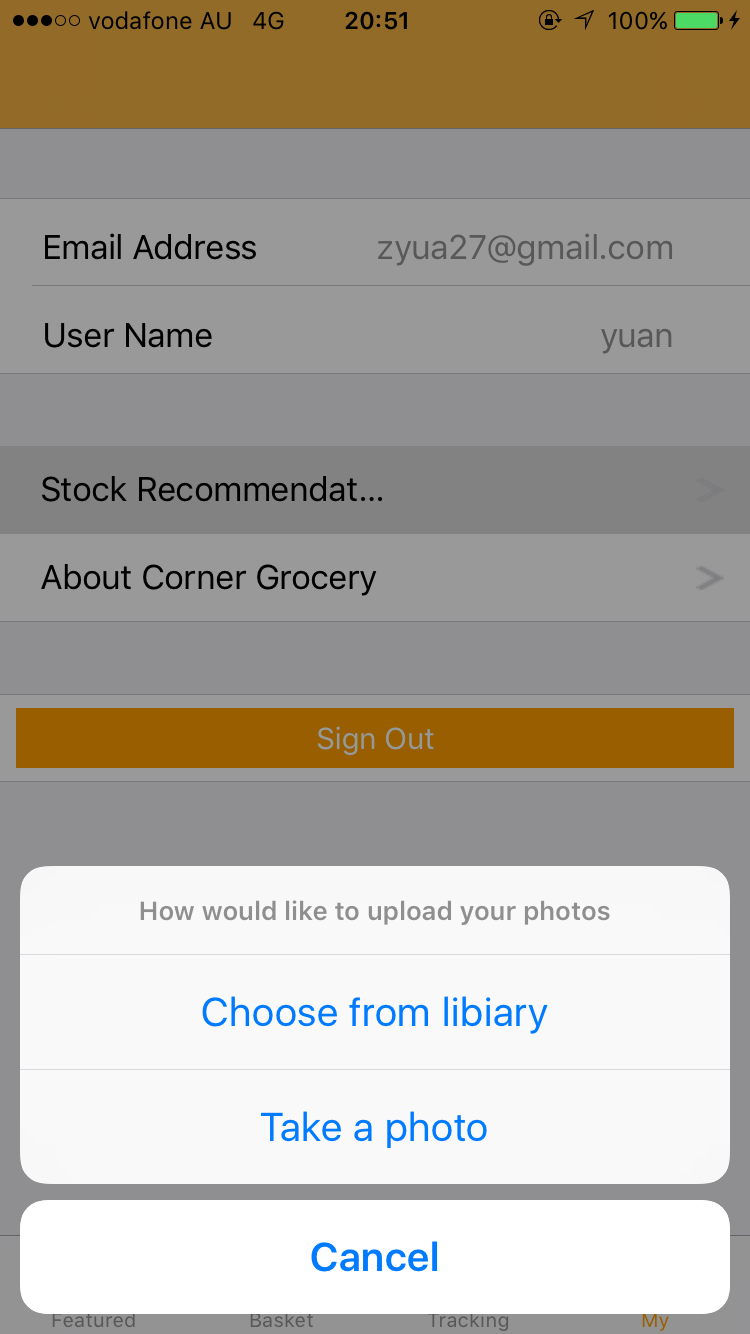 vodafone AU 4G 20:51 100%
Email Address zyua27@gmail.com
User Name yuan
Stock Recommendat...
About Corner Grocery
Sign Out
How would like to upload your photos
Choose from libiary
Take a photo
Cancel
Featured Basket Tracking My